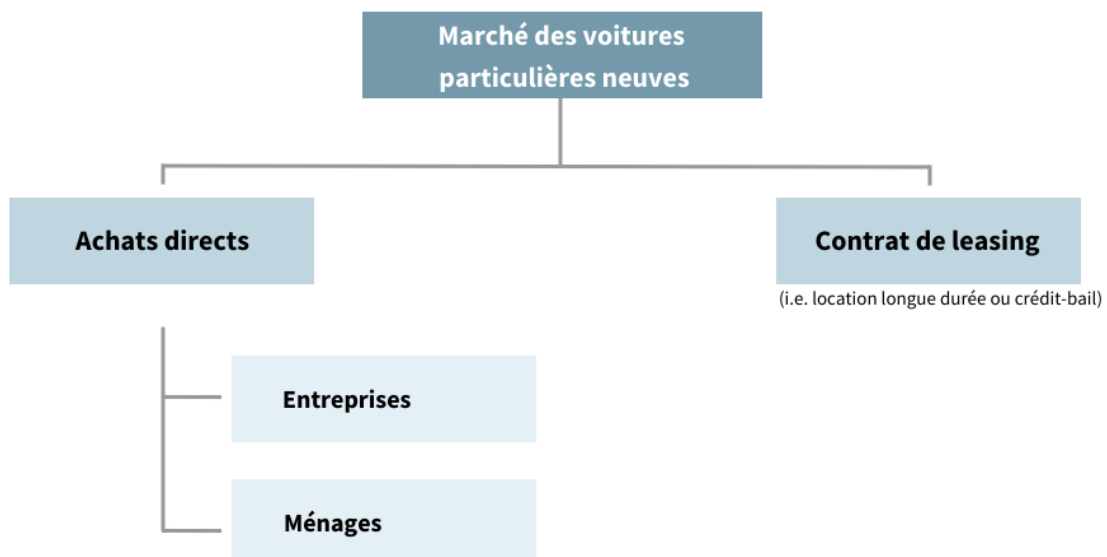 Marché des voitures
particulières neuves
Achats directs
Contrat de leasing
(i.e. location longue durée ou crédit-bail)
Entreprises
Ménages